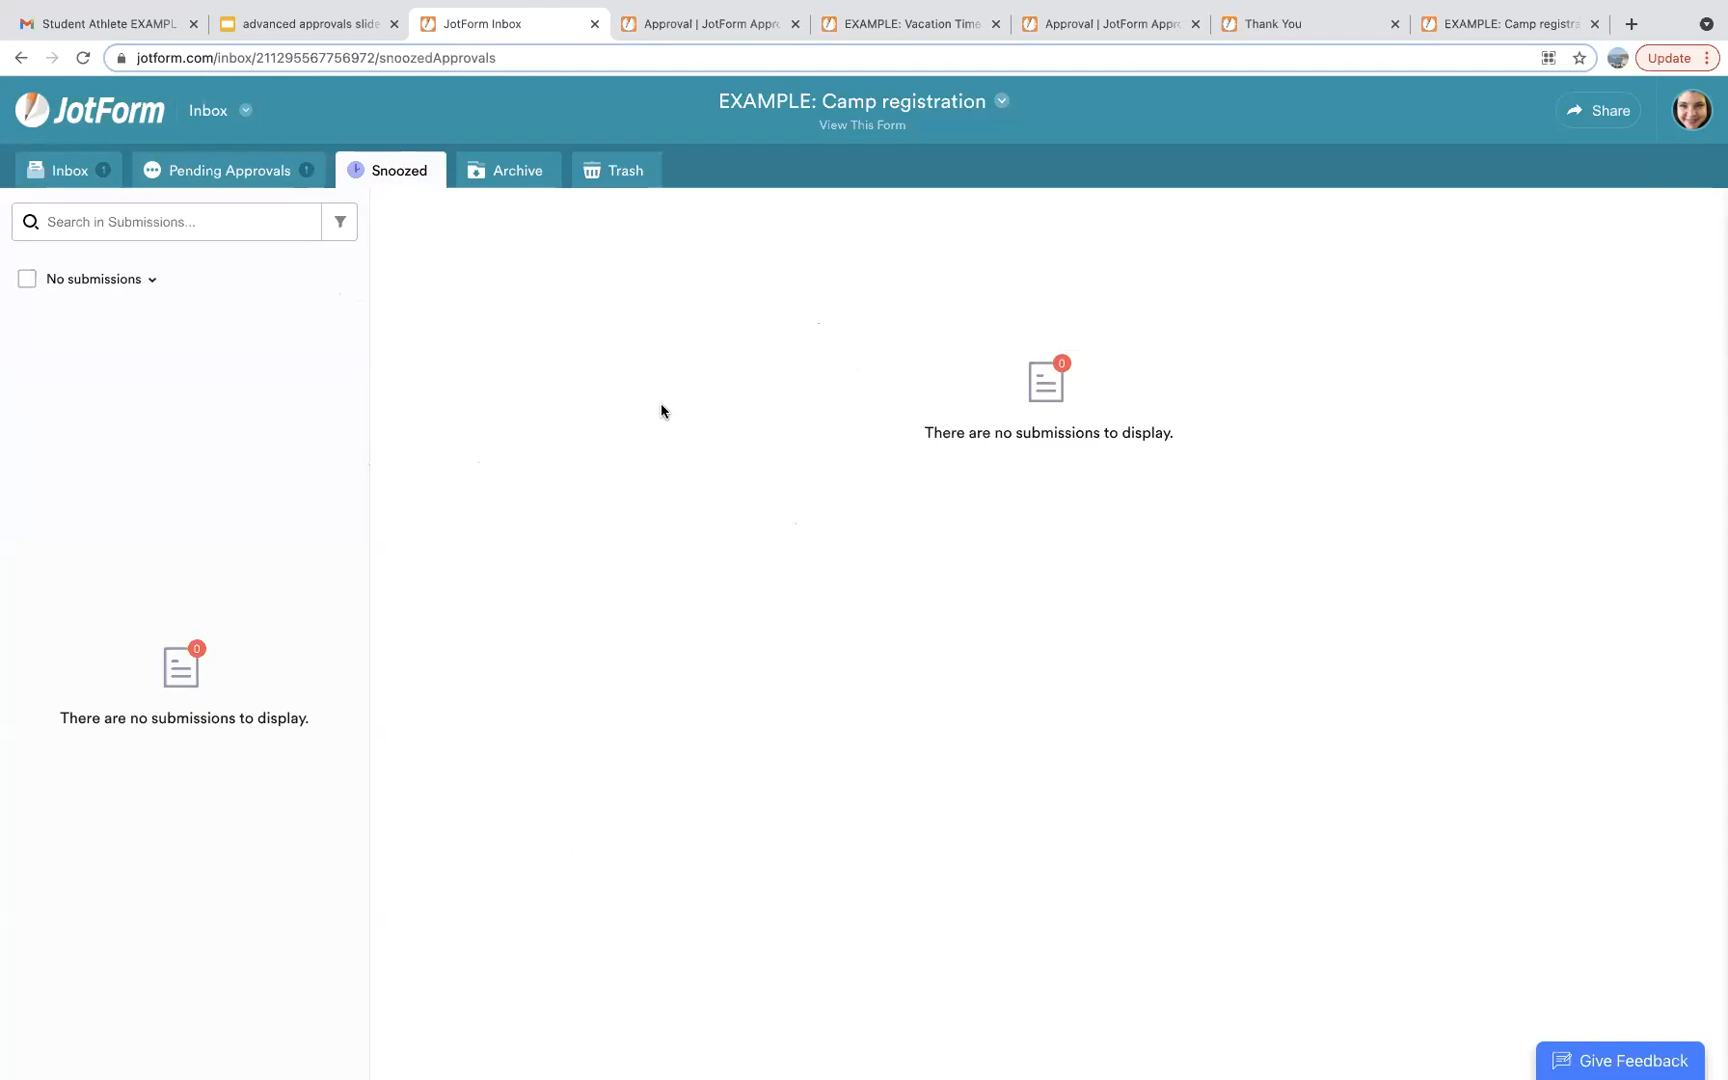 Student Athlete EXAMPL
advanced approvals slide
JotForm Inbox
Approval | JotForm Appro
EXAMPLE: Vacation Time
Approval | JotForm Appro
Thank You
EXAMPLE: Camp registra
jotform.com/inbox/211295567756972/snoozedApprovals
Update
JotForm
Inbox
EXAMPLE: Camp registration
View This Form
Share
Inbox 1
Pending Approvals 1
Snoozed
Archive
Trash
Search in Submissions...
No submissions
0
There are no submissions to display.
0
There are no submissions to display.
Give Feedback